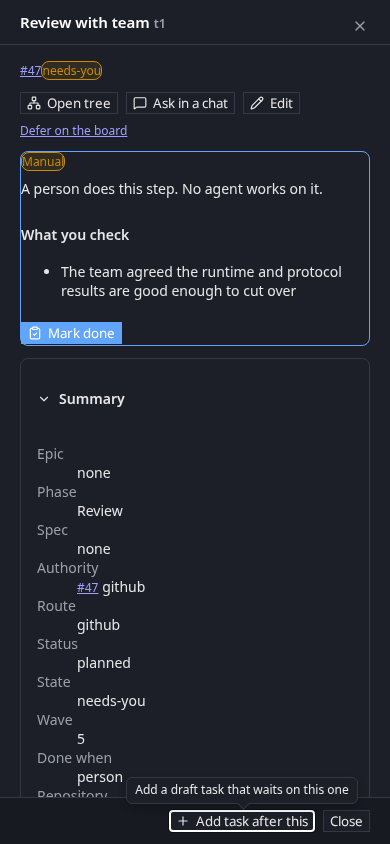 Review with team t1
#47 needs-you
Open tree Ask in a chat Edit
Defer on the board
Manual
A person does this step. No agent works on it.
What you check
• The team agreed the runtime and protocol
results are good enough to cut over
Mark done
Summary
Epic
none
Phase
Review
Spec
none
Authority
#47 github
Route
github
Status
planned
State
needs-you
Wave
5
Done when
person
Repository
Add a draft task that waits on this one
Add task after this Close